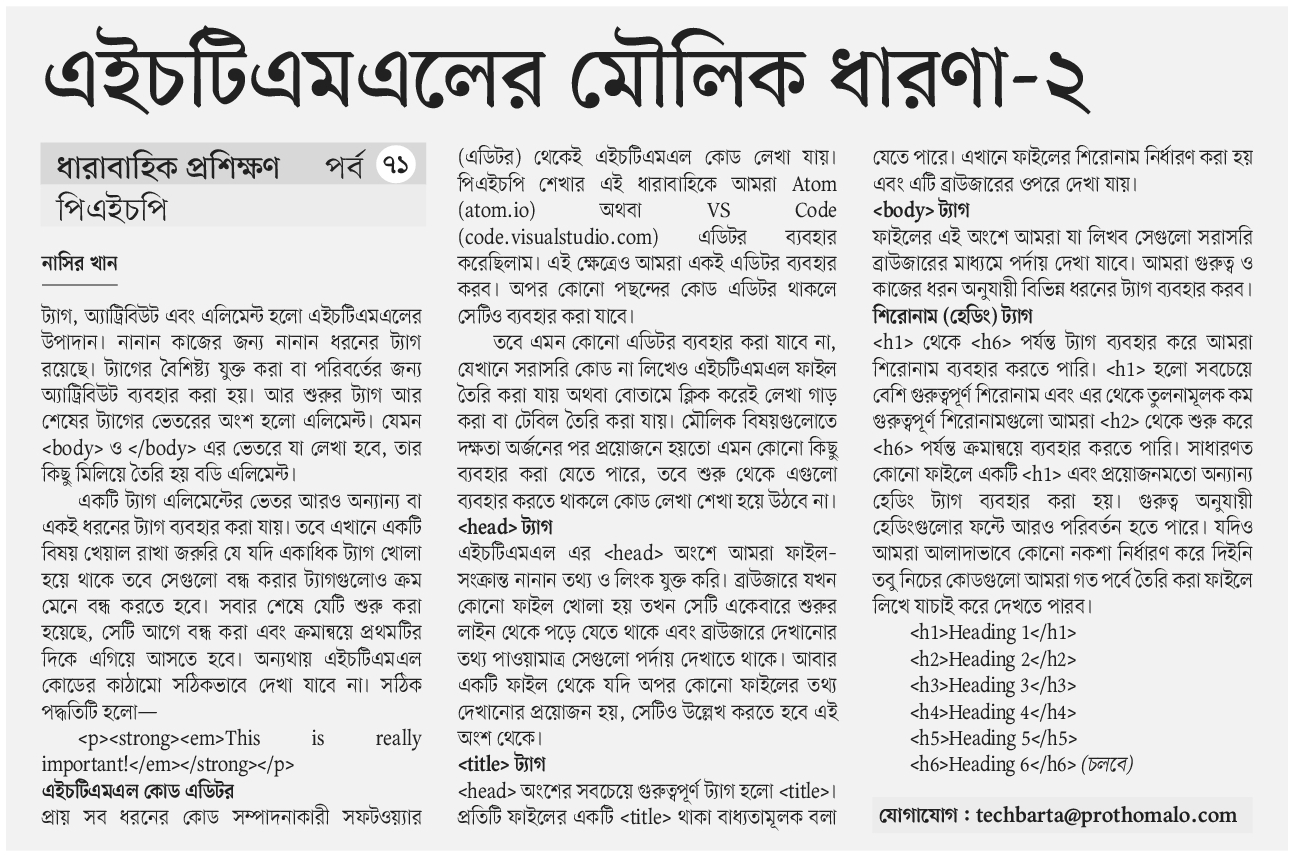 এইচটিএমএলের মৌলিক ধারণা-২
ধারাবাহিক প্রশিক্ষণ পর্ব ৭১
পিএইচপি
নাসির খান
ট্যাগ, অ্যাট্রিবিউট এবং এলিমেন্ট হলো এইচটিএমএলের
উপাদান। নানান কাজের জন্য নানান ধরনের ট্যাগ
রয়েছে। ট্যাগের বৈশিষ্ট্য যুক্ত করা বা পরিবর্তের জন্য
অ্যাট্রিবিউট ব্যবহার করা হয়। আর শুরুর ট্যাগ আর
শেষের ট্যাগের ভেতরের অংশ হলো এলিমেন্ট। যেমন
<body> ও </body> এর ভেতরে যা লেখা হবে, তার
কিছু মিলিয়ে তৈরি হয় বডি এলিমেন্ট।
একটি ট্যাগ এলিমেন্টের ভেতর আরও অন্যান্য বা
একই ধরনের ট্যাগ ব্যবহার করা যায়। তবে এখানে একটি
বিষয় খেয়াল রাখা জরুরি যে যদি একাধিক ট্যাগ খোলা
হয়ে থাকে তবে সেগুলো বন্ধ করার ট্যাগগুলোও ক্রম
মেনে বন্ধ করতে হবে। সবার শেষে যেটি শুরু করা
হয়েছে, সেটি আগে বন্ধ করা এবং ক্রমান্বয়ে প্রথমটির
দিকে এগিয়ে আসতে হবে। অন্যথায় এইচটিএমএল
কোডের কাঠামো সঠিকভাবে দেখা যাবে না। সঠিক
পদ্ধতিটি হলো—
<p><strong><em>This is really
important!</em></strong></p>
এইচটিএমএল কোড এডিটর
প্রায় সব ধরনের কোড সম্পাদনাকারী সফটওয়্যার
(এডিটর) থেকেই এইচটিএমএল কোড লেখা যায়।
পিএইচপি শেখার এই ধারাবাহিকে আমরা Atom
(atom.io) অথবা VS Code
(code.visualstudio.com) এডিটর ব্যবহার
করেছিলাম। এই ক্ষেত্রেও আমরা একই এডিটর ব্যবহার
করব। অপর কোনো পছন্দের কোড এডিটর থাকলে
সেটিও ব্যবহার করা যাবে।
তবে এমন কোনো এডিটর ব্যবহার করা যাবে না,
যেখানে সরাসরি কোড না লিখেও এইচটিএমএল ফাইল
তৈরি করা যায় অথবা বোতামে ক্লিক করেই লেখা গাড়
করা বা টেবিল তৈরি করা যায়। মৌলিক বিষয়গুলোতে
দক্ষতা অর্জনের পর প্রয়োজনে হয়তো এমন কোনো কিছু
ব্যবহার করা যেতে পারে, তবে শুরু থেকে এগুলো
ব্যবহার করতে থাকলে কোড লেখা শেখা হয়ে উঠবে না।
<head> ট্যাগ
এইচটিএমএল এর <head> অংশে আমরা ফাইল-
সংক্রান্ত নানান তথ্য ও লিংক যুক্ত করি। ব্রাউজারে যখন
কোনো ফাইল খোলা হয় তখন সেটি একেবারে শুরুর
লাইন থেকে পড়ে যেতে থাকে এবং ব্রাউজারে দেখানোর
তথ্য পাওয়ামাত্র সেগুলো পর্দায় দেখাতে থাকে। আবার
একটি ফাইল থেকে যদি অপর কোনো ফাইলের তথ্য
দেখানোর প্রয়োজন হয়, সেটিও উল্লেখ করতে হবে এই
অংশ থেকে।
<title> ট্যাগ
<head> অংশের সবচেয়ে গুরুত্বপূর্ণ ট্যাগ হলো <title>।
প্রতিটি ফাইলের একটি <title> থাকা বাধ্যতামূলক বলা
যেতে পারে। এখানে ফাইলের শিরোনাম নির্ধারণ করা হয়
এবং এটি ব্রাউজারের ওপরে দেখা যায়।
<body> ট্যাগ
ফাইলের এই অংশে আমরা যা লিখব সেগুলো সরাসরি
ব্রাউজারের মাধ্যমে পর্দায় দেখা যাবে। আমরা গুরুত্ব ও
কাজের ধরন অনুযায়ী বিভিন্ন ধরনের ট্যাগ ব্যবহার করব।
শিরোনাম (হেডিং) ট্যাগ
<h1> থেকে <h6> পর্যন্ত ট্যাগ ব্যবহার করে আমরা
শিরোনাম ব্যবহার করতে পারি। <h1> হলো সবচেয়ে
বেশি গুরুত্বপূর্ণ শিরোনাম এবং এর থেকে তুলনামূলক কম
গুরুত্বপূর্ণ শিরোনামগুলো আমরা <h2> থেকে শুরু করে
<h6> পর্যন্ত ক্রমান্বয়ে ব্যবহার করতে পারি। সাধারণত
কোনো ফাইলে একটি <h1> এবং প্রয়োজনমতো অন্যান্য
হেডিং ট্যাগ ব্যবহার করা হয়। গুরুত্ব অনুযায়ী
হেডিংগুলোর ফন্টে আরও পরিবর্তন হতে পারে। যদিও
আমরা আলাদাভাবে কোনো নকশা নির্ধারণ করে দিইনি
তবু নিচের কোডগুলো আমরা গত পর্বে তৈরি করা ফাইলে
লিখে যাচাই করে দেখতে পারব।
<h1>Heading 1</h1>
<h2>Heading 2</h2>
<h3>Heading 3</h3>
<h4>Heading 4</h4>
<h5>Heading 5</h5>
<h6>Heading 6</h6> (চলবে)
যোগাযোগ : techbarta@prothomalo.com